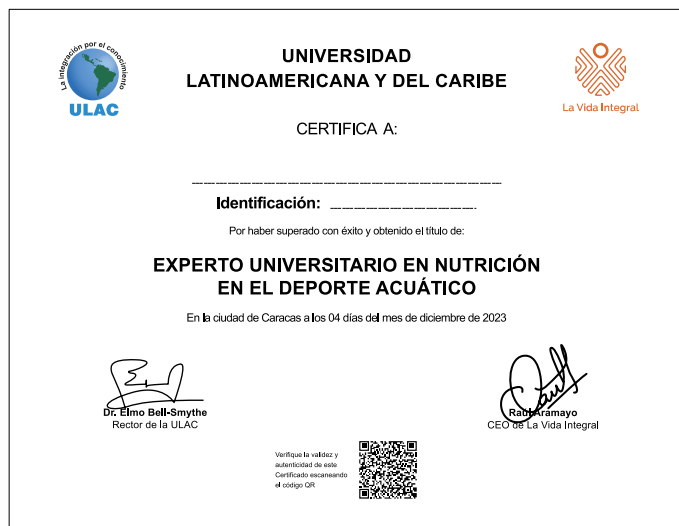 La integración por el conocimiento
ULAC
UNIVERSIDAD
LATINOAMERICANA Y DEL CARIBE
La Vida Integral
CERTIFICA A:
Identificación:
Por haber superado con éxito y obtenido el título de:
EXPERTO UNIVERSITARIO EN NUTRICIÓN
EN EL DEPORTE ACUÁTICO
En la ciudad de Caracas a los 04 días del mes de diciembre de 2023
Dr. Elmo Bell-Smythe
Rector de la ULAC
Raúl Aramayo
CEO de La Vida Integral
Verifique la validez y
autenticidad de este
Certificado escaneando
el código QR